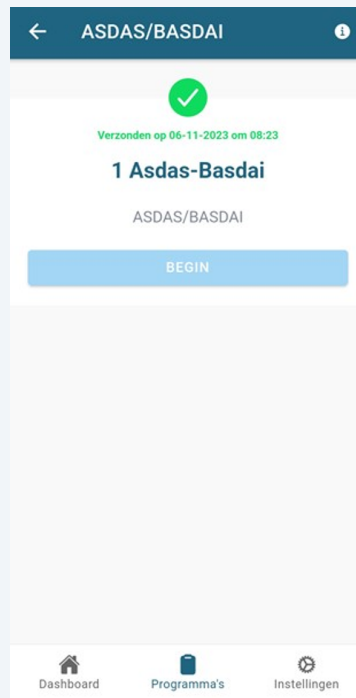 ASDAS/BASDAI
Verzonden op 06-11-2023 om 08:23
1 Asdas-Basdai
ASDAS/BASDAI
BEGIN
Dashboard Programma's Instellingen